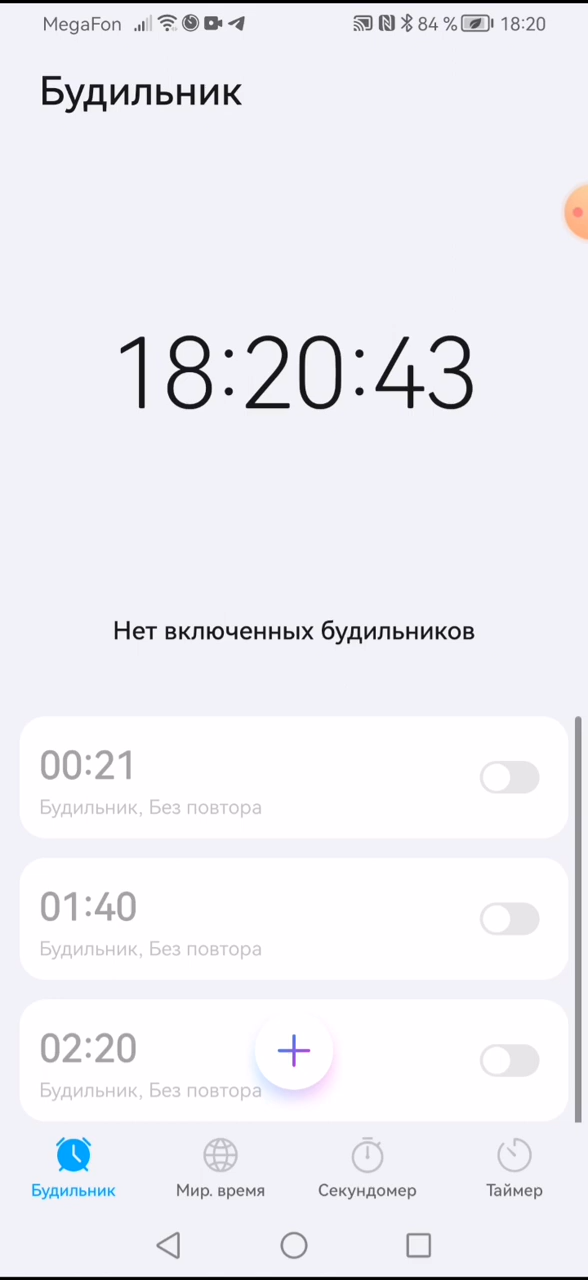 MegaFon 84 % 18:20
Будильник
18:20:43
Нет включенных будильников
00:21
Будильник, Без повтора
01:40
Будильник, Без повтора
02:20
Будильник, Без повтора
Будильник Мир. время Секундомер Таймер